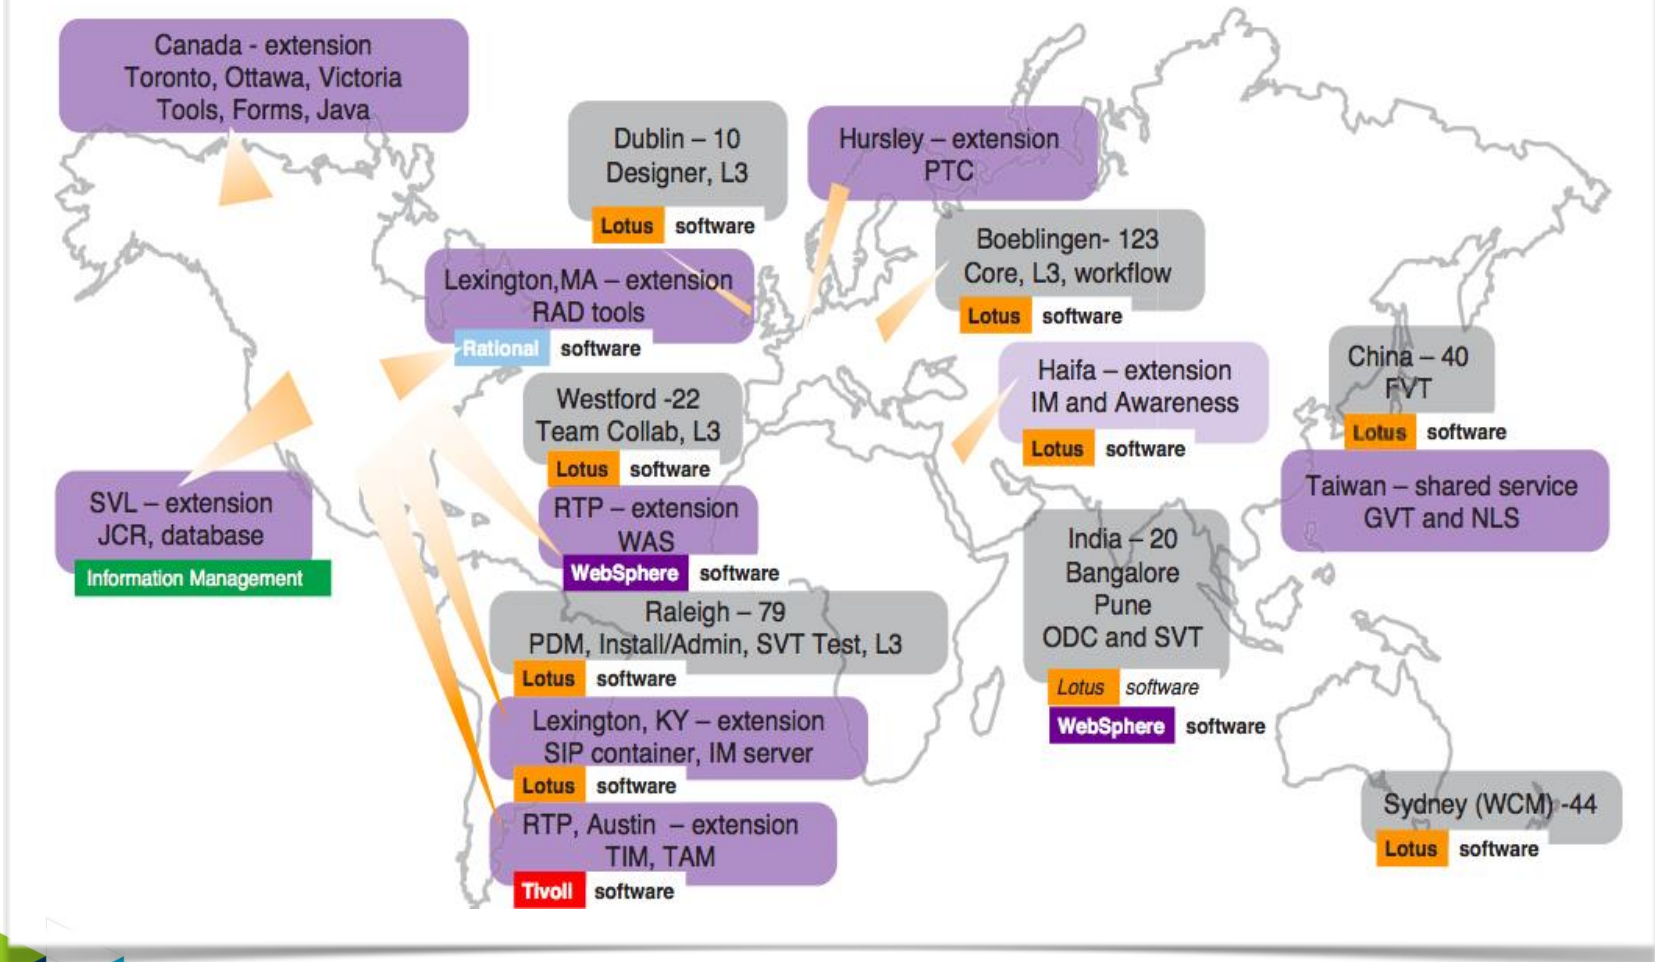 Canada - extension
Toronto, Ottawa, Victoria
Tools, Forms, Java
Dublin – 10
Designer, L3
Lotus software
Hursley – extension
PTC
Boeblingen- 123
Core, L3, workflow
Lotus software
Lexington,MA – extension
RAD tools
Rational software
Haifa – extension
IM and Awareness
Lotus software
China – 40
FVT
Lotus software
Westford -22
Team Collab, L3
Lotus software
SVL – extension
JCR, database
Information Management
RTP – extension
WAS
WebSphere software
Taiwan – shared service
GVT and NLS
India – 20
Bangalore
Pune
ODC and SVT
Lotus software
WebSphere software
Raleigh – 79
PDM, Install/Admin, SVT Test, L3
Lotus software
Lexington, KY – extension
SIP container, IM server
Lotus software
Sydney (WCM) -44
Lotus software
RTP, Austin – extension
TIM, TAM
Tivoli software